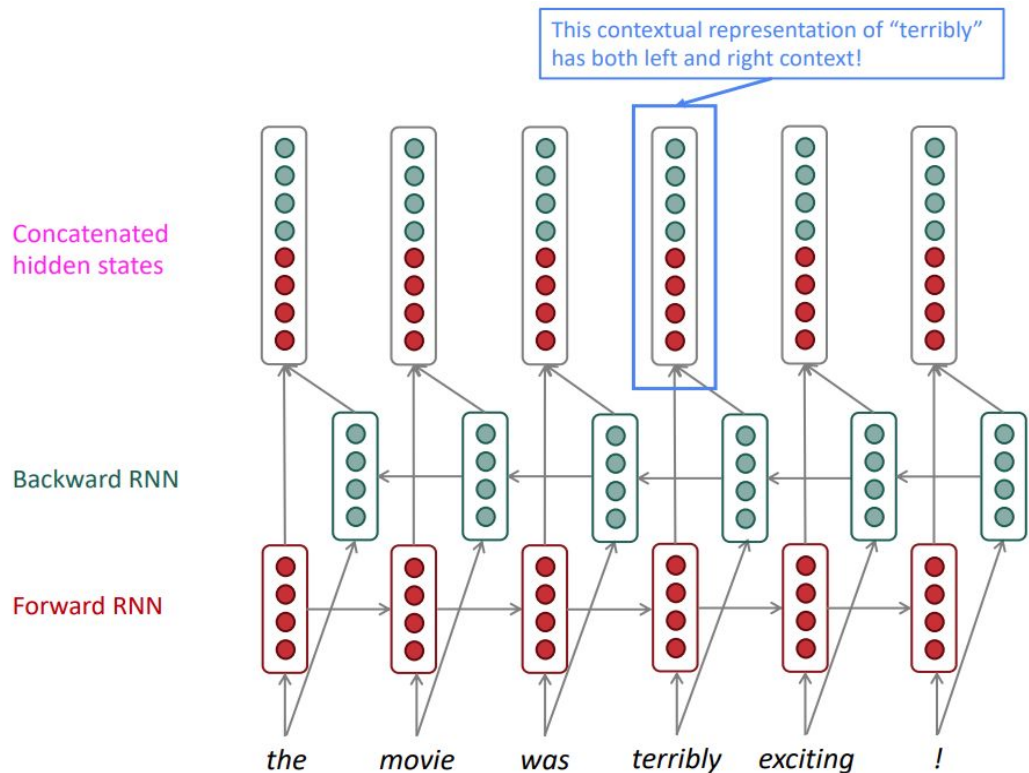 This contextual representation of “terribly”
has both left and right context!
Concatenated
hidden states
Backward RNN
Forward RNN
the movie was terribly exciting !